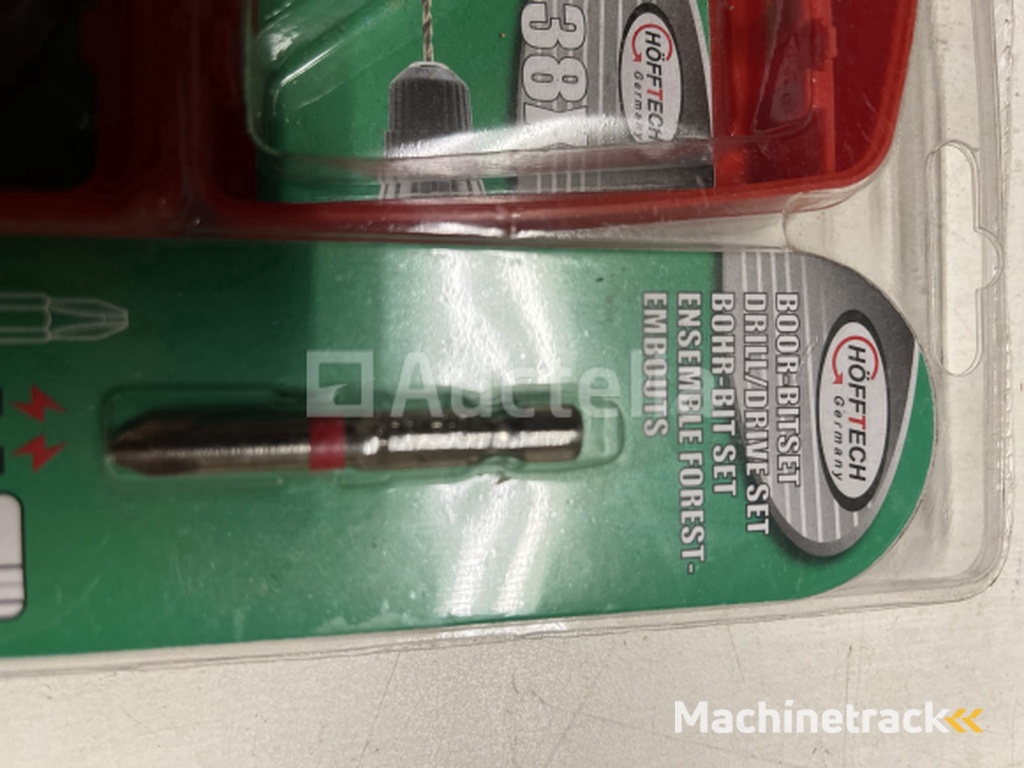 38
HÖFFTECH
Germany
HÖFFTECH
Germany
BOOR-BITSET
DRILL/DRIVE SET
BOHR-BIT SET
ENSEMBLE FOREST-
EMBOUTS
Auctelia
Machinetrack